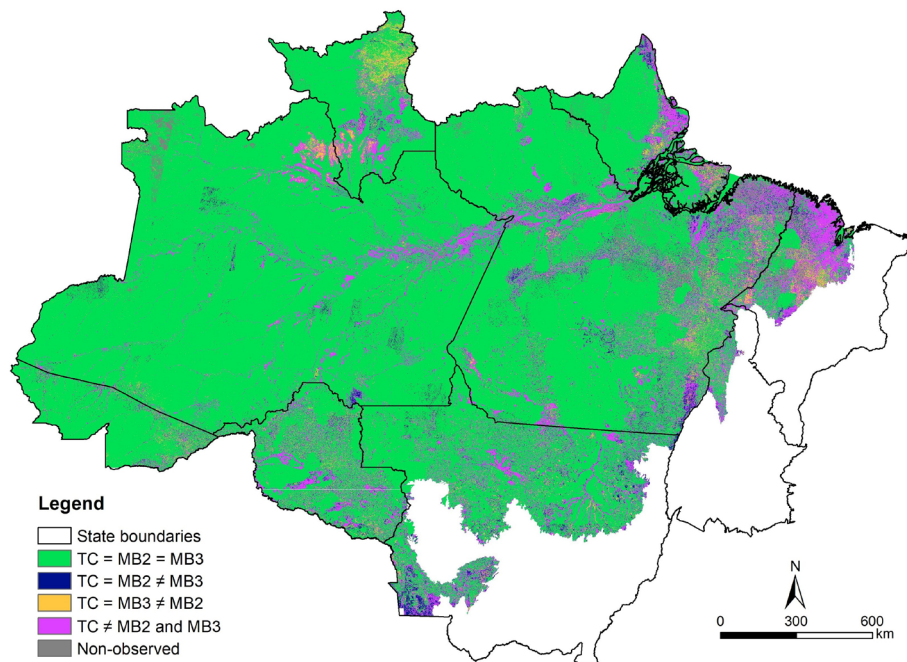 Legend
State boundaries
TC = MB2 = MB3
TC = MB2 ≠ MB3
TC = MB3 ≠ MB2
TC ≠ MB2 and MB3
Non-observed
N
0 300 600
km